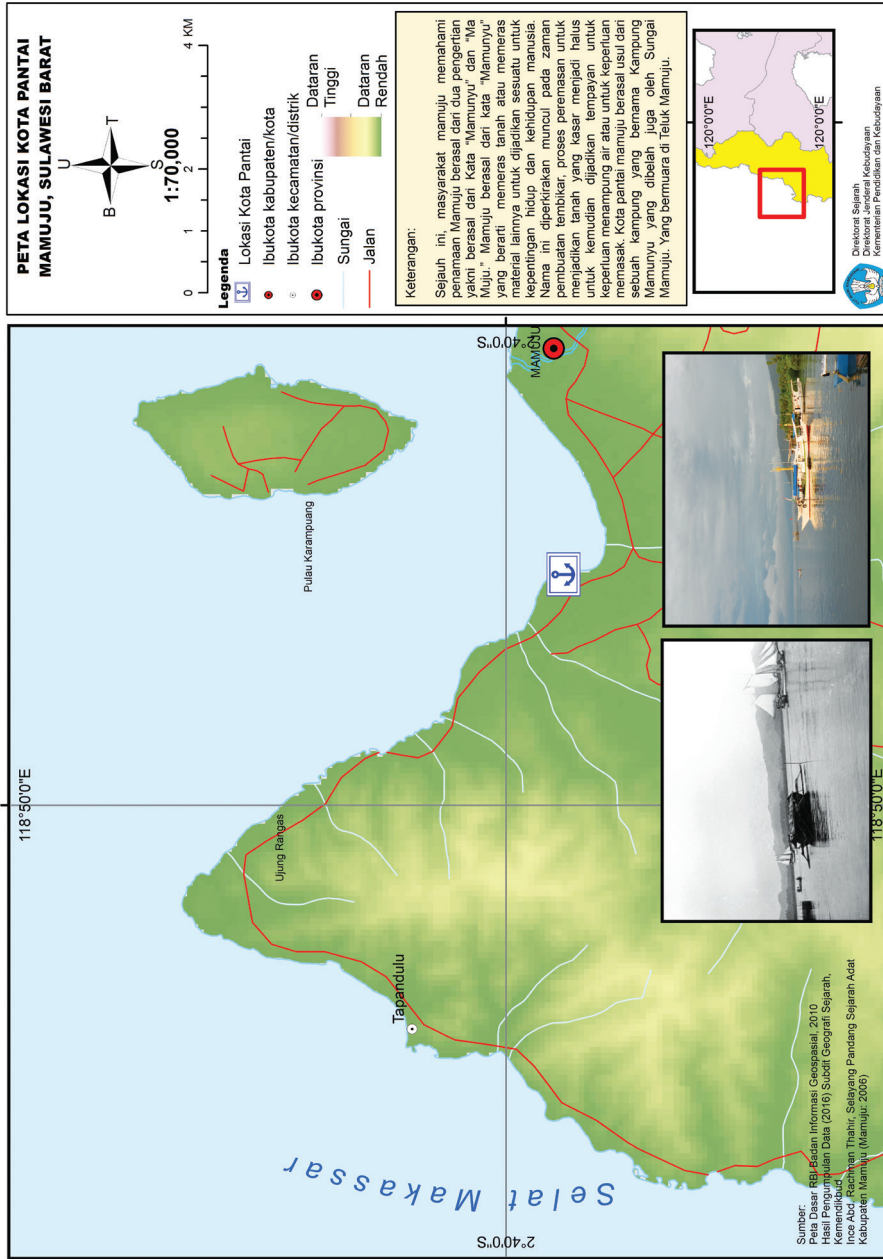 PETA LOKASI KOTA PANTAI
MAMUJU, SULAWESI BARAT
U
B
T
S
1:70,000
0
1
2
4 KM
Legenda
Lokasi Kota Pantai
Ibukota kabupaten/kota
Ibukota kecamatan/distrik
Ibukota provinsi
Sungai
Jalan
Dataran
Tinggi
Dataran
Rendah
Keterangan:
Sejauh ini, masyarakat mamuju memahami
penamaan Mamuju berasal dari dua pengertian
yakni berasal dari Kata “Mamunyu” dan “Ma
Muju.” Mamuju berasal dari kata “Mamunyu”
yang berarti memeras tanah atau memeras
material lainnya untuk dijadikan sesuatu untuk
kepentingan hidup dan kehidupan manusia.
Nama ini diperkirakan muncul pada zaman
pembuatan tembikar, proses peremasan untuk
menjadikan tanah yang kasar menjadi halus
untuk kemudian dijadikan tempayan untuk
keperluan menampung air atau untuk keperluan
memasak. Kota pantai mamuju berasal usul dari
sebuah kampung yang bernama Kampung
Mamunyu yang dibelah juga oleh Sungai
Mamuju. Yang bermuara di Teluk Mamuju.
120°0'0"E
120°0'0"E
Direktorat Sejarah
Direktorat Jenderal Kebudayaan
Kementerian Pendidikan dan Kebudayaan
118°50'0"E
Pulau Karampuang
Ujung Rangas
Tapandulu
Selat Makassar
2°40'0"S
2°40'0"S
MAMUJU
118°50'0"E
Sumber:
Peta Dasar RBI-Badan Informasi Geospasial, 2010
Hasil Pengumpulan Data (2016) Subdit Geografi Sejarah,
Kemendikbud
Ince Abd. Rachman Thahir, Selayang Pandang Sejarah Adat
Kabupaten Mamuju (Mamuju: 2006)